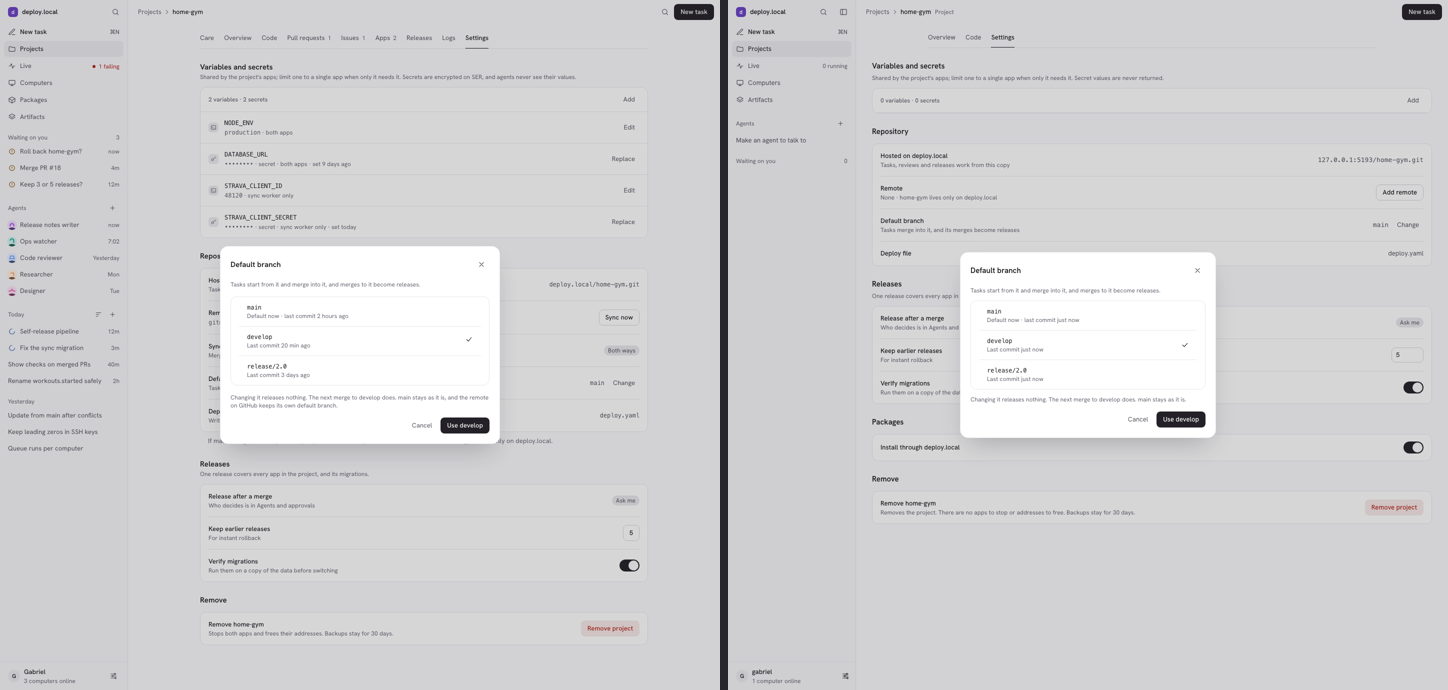 d deploy.local
New task ⌘N
Projects
Live 1 failing
Computers
Packages
Artifacts
Waiting on you 3
Roll back home-gym? now
Merge PR #18 4m
Keep 3 or 5 releases? 12m
Agents
Release notes writer now
Ops watcher 7:02
Code reviewer Yesterday
Researcher Mon
Designer Tue
Today
Self-release pipeline 12m
Fix the sync migration 3m
Show checks on merged PRs 40m
Rename workouts.started safely 2h
Yesterday
Update from main after conflicts
Keep leading zeros in SSH keys
Queue runs per computer
G Gabriel
3 computers online
Projects > home-gym
New task
Care Overview Code Pull requests 1 Issues 1 Apps 2 Releases Logs Settings
Variables and secrets
Shared by the project's apps; limit one to a single app when only it needs it. Secrets are encrypted on SER, and agents never see their values.
2 variables · 2 secrets Add
NODE_ENV
production · both apps
Edit
DATABASE_URL
•••••••• · secret · both apps · set 9 days ago
Replace
STRAVA_CLIENT_ID
48120 · sync worker only
Edit
STRAVA_CLIENT_SECRET
•••••••• · secret · sync worker only · set today
Replace
Repos
deploy.local/home-gym.git
Sync now
Both ways
main Change
deploy.yaml
Default branch
Tasks start from it and merge into it, and merges to it become releases.
main
Default now · last commit 2 hours ago
develop
Last commit 20 min ago
release/2.0
Last commit 3 days ago
Changing it releases nothing. The next merge to develop does. main stays as it is, and the remote
on GitHub keeps its own default branch.
Cancel Use develop
Releases
One release covers every app in the project, and its migrations.
Release after a merge
Who decides is in Agents and approvals
Ask me
Keep earlier releases
For instant rollback
5
Verify migrations
Run them on a copy of the data before switching
Remove
Remove home-gym
Stops both apps and frees their addresses. Backups stay for 30 days.
Remove project
d deploy.local
New task ⌘N
Projects
Live 0 running
Computers
Artifacts
Agents
Make an agent to talk to
Waiting on you 0
G gabriel
1 computer online
Projects > home-gym Project
New task
Overview Code Settings
Variables and secrets
Shared by the project's apps; limit one to a single app when only it needs it. Secret values are never returned.
0 variables · 0 secrets Add
Repository
Hosted on deploy.local
Tasks, reviews and releases work from this copy
127.0.0.1:5193/home-gym.git
Remote
None · home-gym lives only on deploy.local
Add remote
Default branch
Tasks merge into it, and its merges become releases
main Change
Deploy file deploy.yaml
Releases
One release covers every app in
Release after a merge
Who decides is in Agents and
Ask me
Keep earlier releases
For instant rollback
5
Verify migrations
Run them on a copy of the data
Default branch
Tasks start from it and merge into it, and merges to it become releases.
main
Default now · last commit just now
develop
Last commit just now
release/2.0
Last commit just now
Changing it releases nothing. The next merge to develop does. main stays as it is.
Cancel Use develop
Packages
Install through deploy.local
Remove
Remove home-gym
Removes the project. There are no apps to stop or addresses to free. Backups stay for 30 days.
Remove project